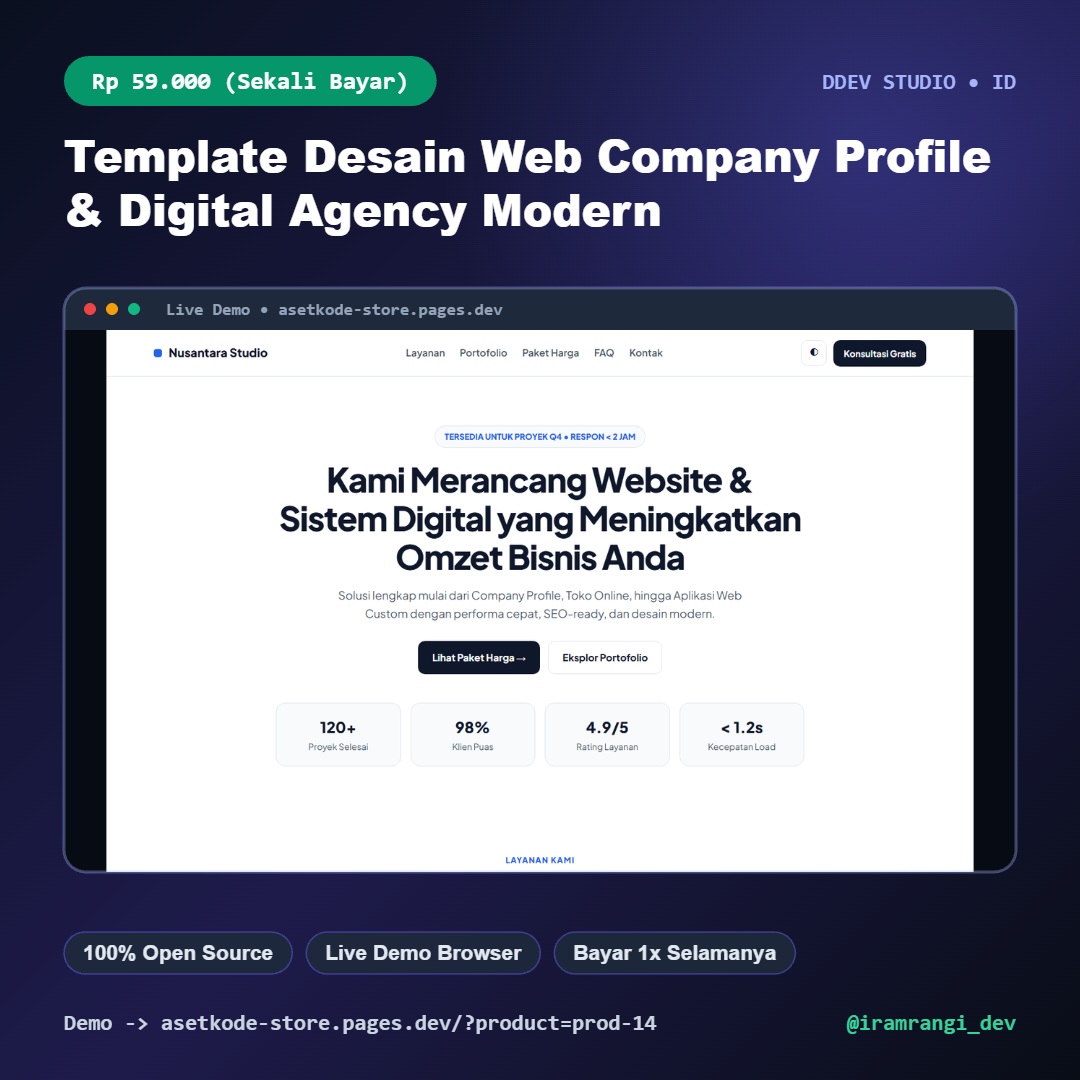 Rp 59.000 (Sekali Bayar)
DDEV STUDIO • ID
Template Desain Web Company Profile
& Digital Agency Modern
Live Demo • asetkode-store.pages.dev
Nusantara Studio
Layanan Portofolio Paket Harga FAQ Kontak
Konsultasi Gratis
TERSEDIA UNTUK PROYEK Q4 • RESPON < 2 JAM
Kami Merancang Website &
Sistem Digital yang Meningkatkan
Omzet Bisnis Anda
Solusi lengkap mulai dari Company Profile, Toko Online, hingga Aplikasi Web
Custom dengan performa cepat, SEO-ready, dan desain modern.
Lihat Paket Harga →
Eksplor Portofolio
120+
Proyek Selesai
98%
Klien Puas
4.9/5
Rating Layanan
< 1.2s
Kecepatan Load
LAYANAN KAMI
100% Open Source
Live Demo Browser
Bayar 1x Selamanya
Demo -> asetkode-store.pages.dev/?product=prod-14
@iramrangi_dev